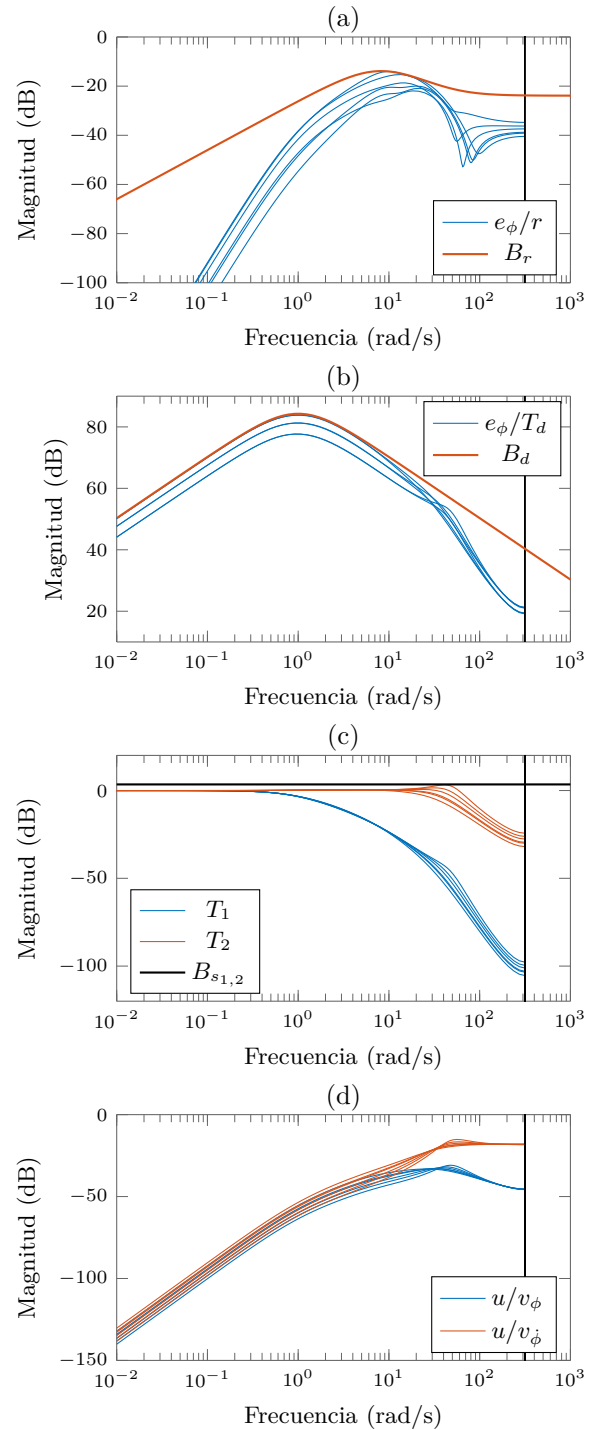 (a)
Magnitud (dB)
0
−20
−40
−60
−80
−100
e_ϕ/r
B_r
10^−2 10^−1 10^0 10^1 10^2 10^3
Frecuencia (rad/s)
(b)
Magnitud (dB)
80
60
40
20
e_ϕ/T_d
B_d
10^−2 10^−1 10^0 10^1 10^2 10^3
Frecuencia (rad/s)
(c)
Magnitud (dB)
0
−50
−100
T_1
T_2
B_{s_{1,2}}
10^−2 10^−1 10^0 10^1 10^2 10^3
Frecuencia (rad/s)
(d)
Magnitud (dB)
0
−50
−100
−150
u/v_ϕ
u/v_ϕ̇
10^−2 10^−1 10^0 10^1 10^2 10^3
Frecuencia (rad/s)